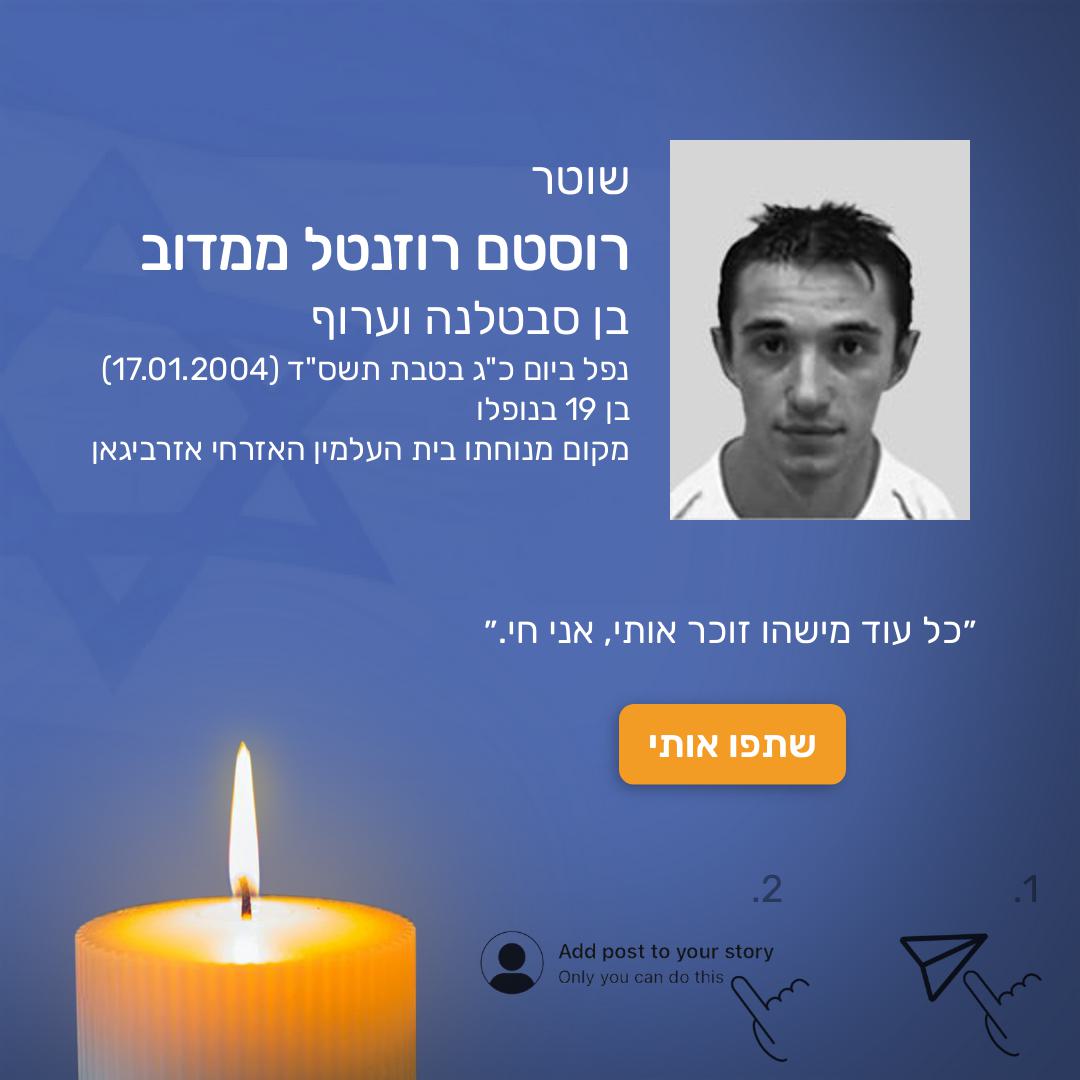 שוטר
רוסטם רוזנטל ממדוב
בן סבטלנה וערוף
נפל ביום כ"ג בטבת תשס"ד (17.01.2004)
בן 19 בנופלו
מקום מנוחתו בית העלמין האזרחי אזרביגאן
״כל עוד מישהו זוכר אותי, אני חי.״
שתפו אותי
.1
.2
Add post to your story
Only you can do this